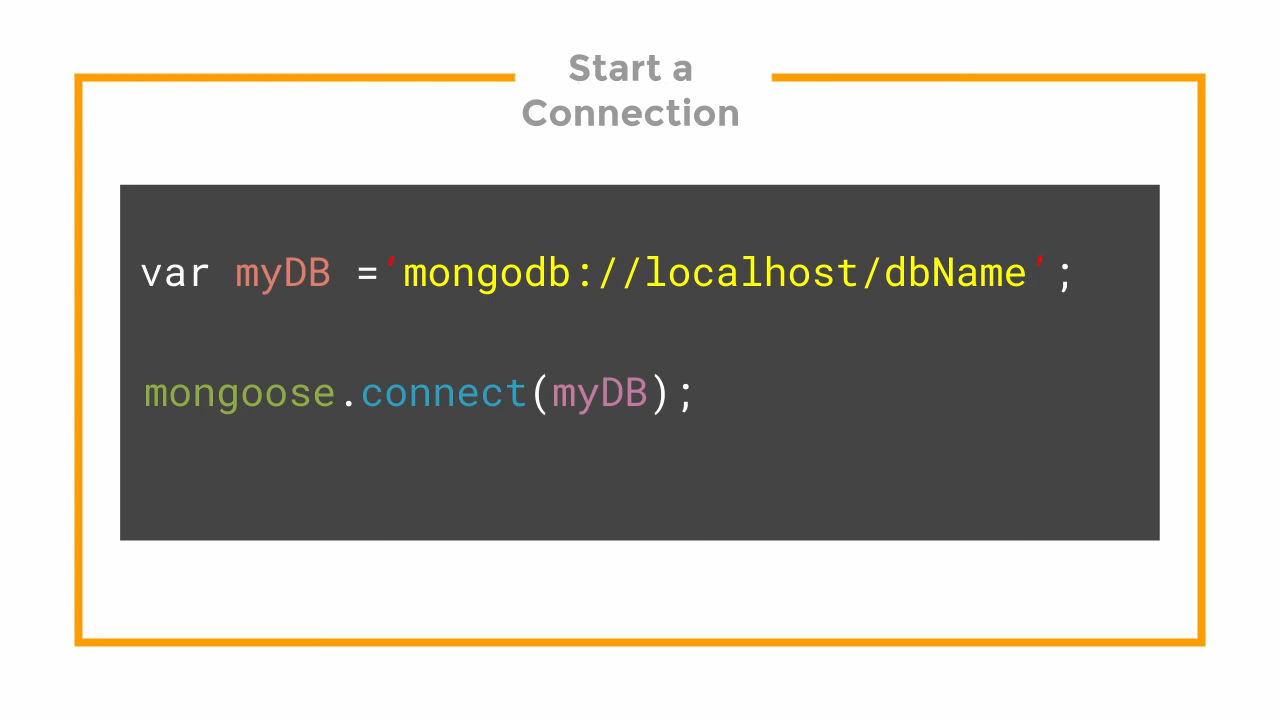 Start a
Connection
var myDB =’mongodb://localhost/dbName’;
mongoose.connect(myDB);